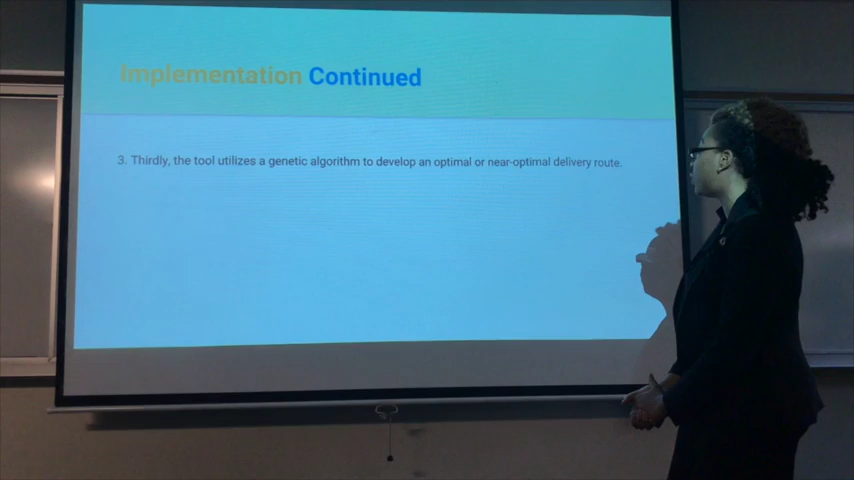 Implementation Continued
3. Thirdly, the tool utilizes a genetic algorithm to develop an optimal or near-optimal delivery route.